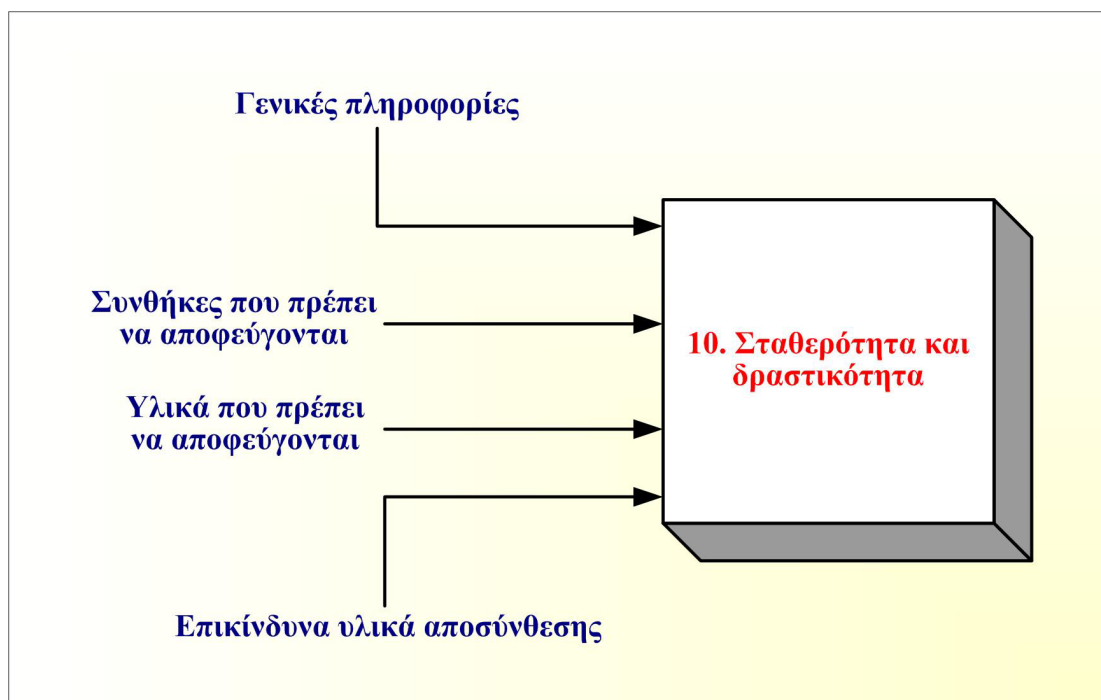 Γενικές πληροφορίες
Συνθήκες που πρέπει
να αποφεύγονται
Υλικά που πρέπει
να αποφεύγονται
Επικίνδυνα υλικά αποσύνθεσης
10. Σταθερότητα και
δραστικότητα